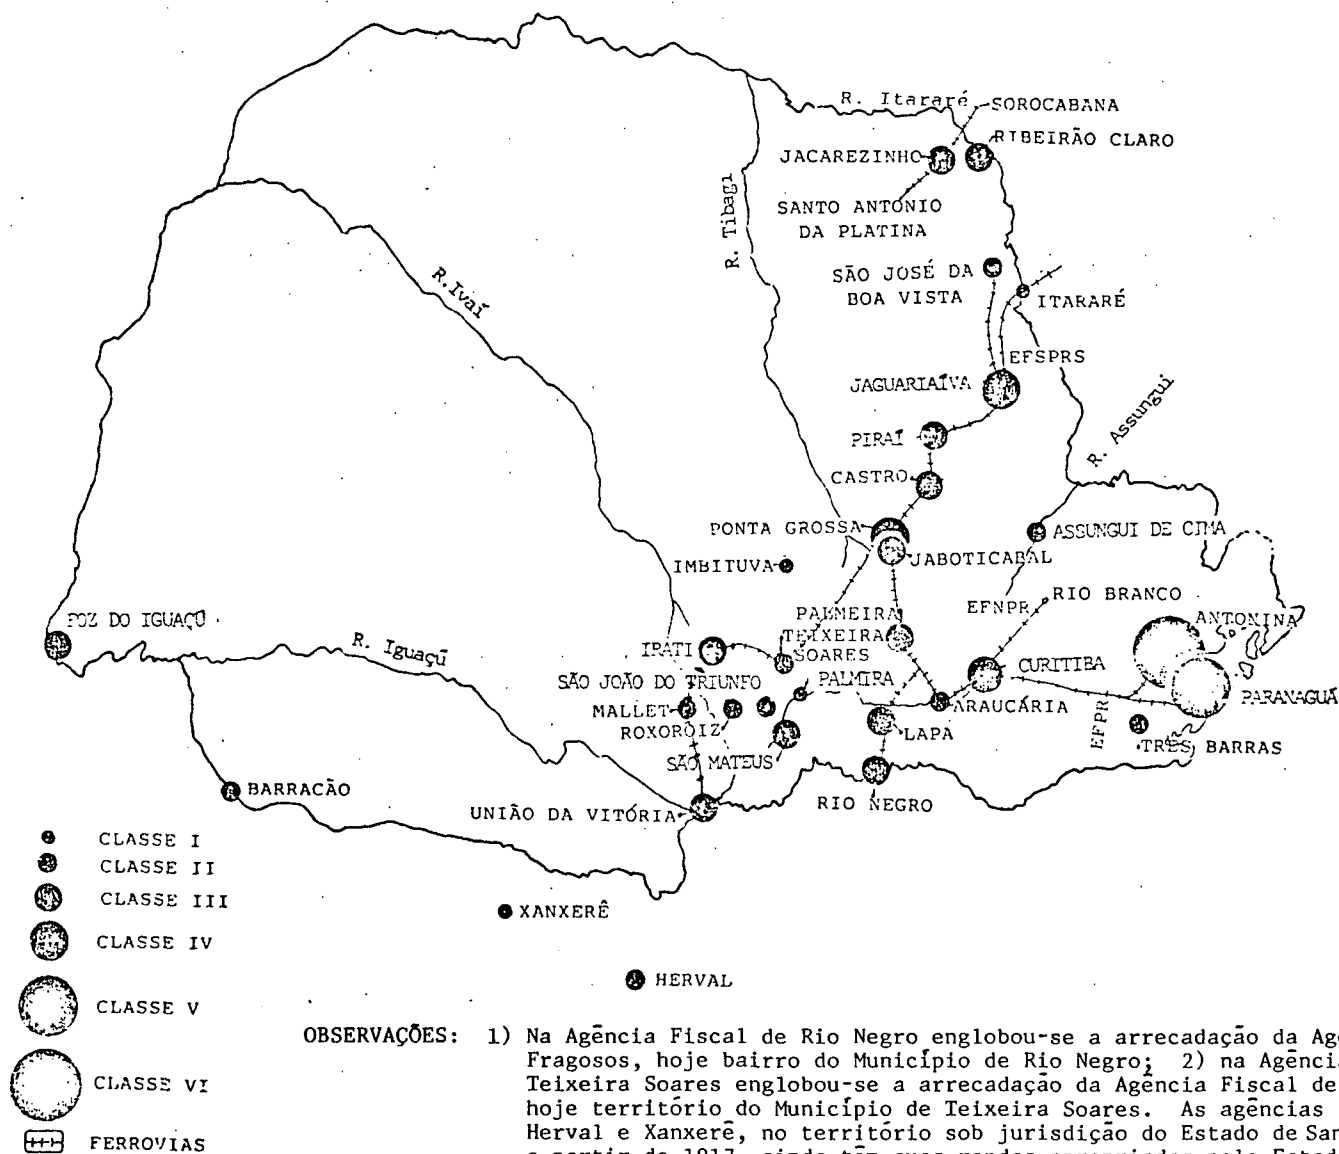 R. Itararé
SOROCABANA
RIBEIRÃO CLARO
JACAREZINHO
SANTO ANTONIO
DA PLATINA
R. Tibagi
SÃO JOSÉ DA
BOA VISTA
ITARARÉ
R.Ivaí
EFSPRS
JAGUARIAÍVA
R. Assungui
PIRAÍ
CASTRO
PONTA GROSSA
ASSUNGUI DE CIMA
JABOTICABAL
IMBITUVA
RIO BRANCO
EFNPR
PALMEIRA
ANTONINA
FOZ DO IGUAÇŪ
TEIXEIRA
SOARES
R. Iguaçū
IRATI
CURITIBA
SÃO JOÃO DO TRIUNFO
PALMIRA
PARANAGUÁ
MALLET
ARAUCÁRIA
ROXOROIZ
LAPA
EFPR
TRES BARRAS
SÃO MATEUS
BARRACÃO
RIO NEGRO
UNIÃO DA VITÓRIA
CLASSE I
CLASSE II
CLASSE III
XANXERÊ
CLASSE IV
HERVAL
CLASSE V
CLASSE VI
FERROVIAS
OBSERVAÇÕES: 1) Na Agência Fiscal de Rio Negro englobou-se a arrecadação da
Fragosos, hoje bairro do Município de Rio Negro; 2) na Agência
Teixeira Soares englobou-se a arrecadação da Agência Fiscal de
hoje território do Município de Teixeira Soares. As agências
Herval e Xanxerê, no território sob jurisdição do Estado de